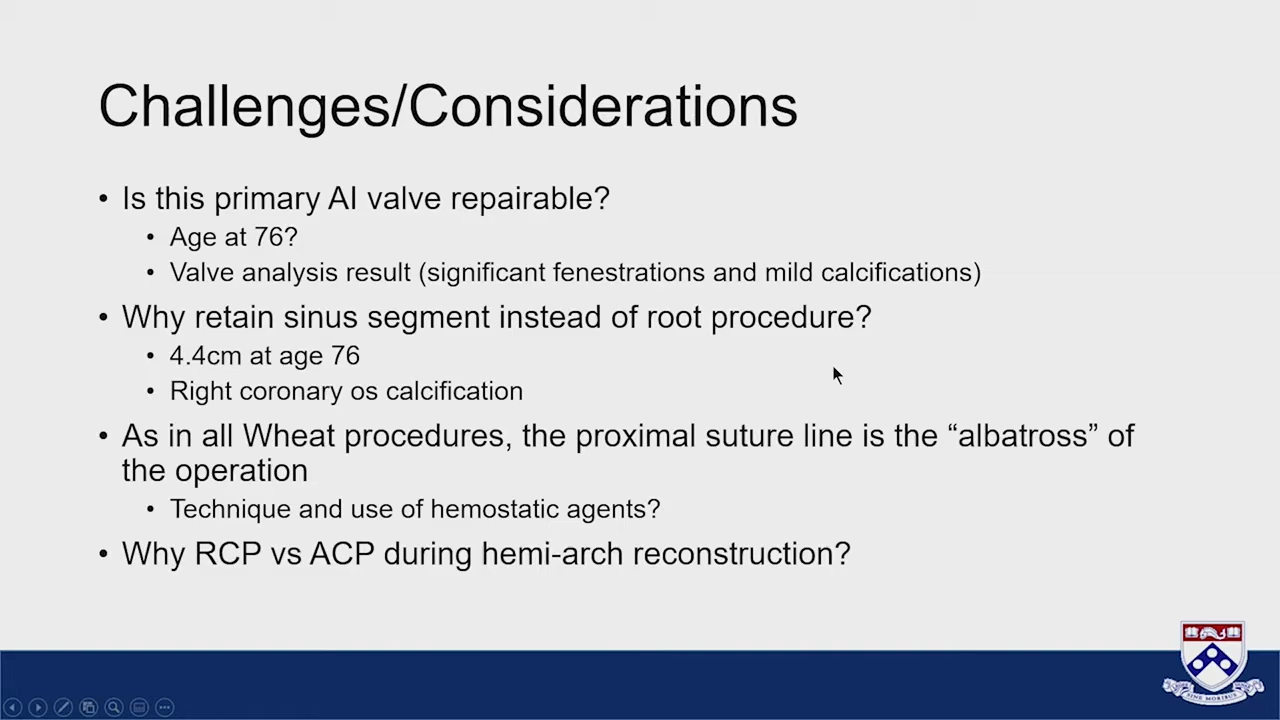 Challenges/Considerations
• Is this primary AI valve repairable?
• Age at 76?
• Valve analysis result (significant fenestrations and mild calcifications)
• Why retain sinus segment instead of root procedure?
• 4.4cm at age 76
• Right coronary os calcification
• As in all Wheat procedures, the proximal suture line is the “albatross” of
the operation
• Technique and use of hemostatic agents?
• Why RCP vs ACP during hemi-arch reconstruction?
SINE MORIBUS